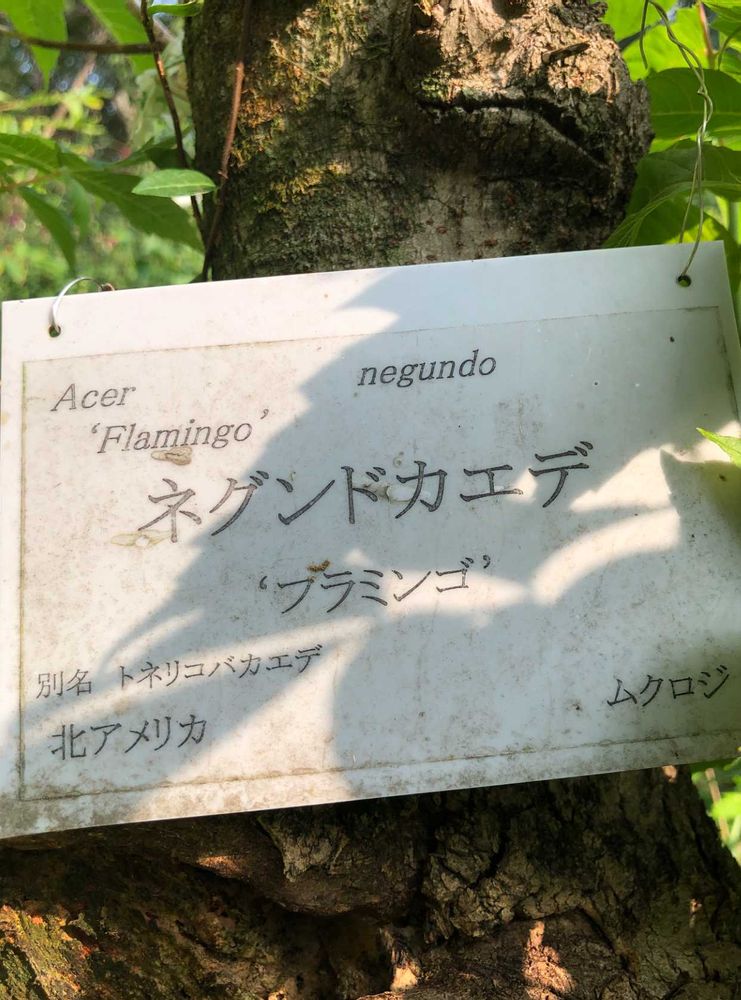 Acer negundo
‘Flamingo’
ネグンドカエデ
‘フラミンゴ’
別名 トネリコバカエデ
北アメリカ ムクロジ